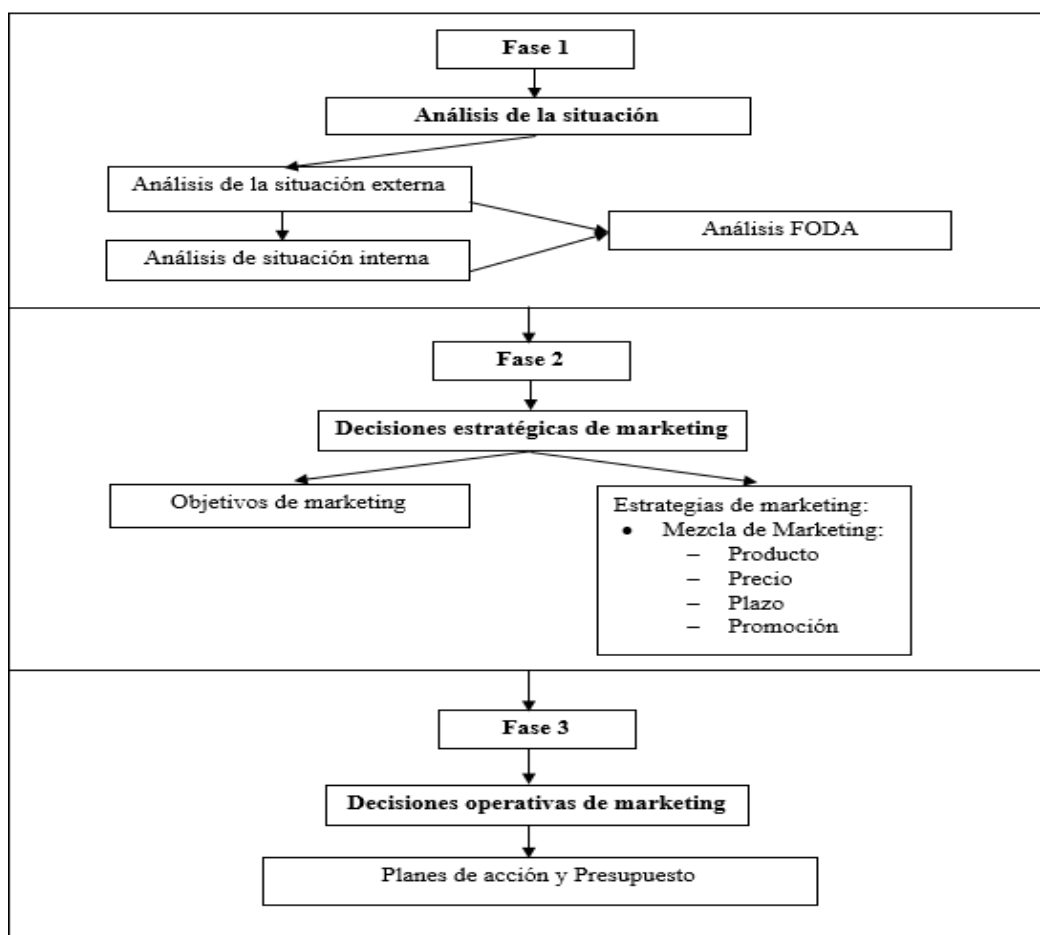 Fase 1
Análisis de la situación
Análisis de la situación externa
Análisis FODA
Análisis de situación interna
Fase 2
Decisiones estratégicas de marketing
Objetivos de marketing
Estrategias de marketing:
• Mezcla de Marketing:
– Producto
– Precio
– Plazo
– Promoción
Fase 3
Decisiones operativas de marketing
Planes de acción y Presupuesto